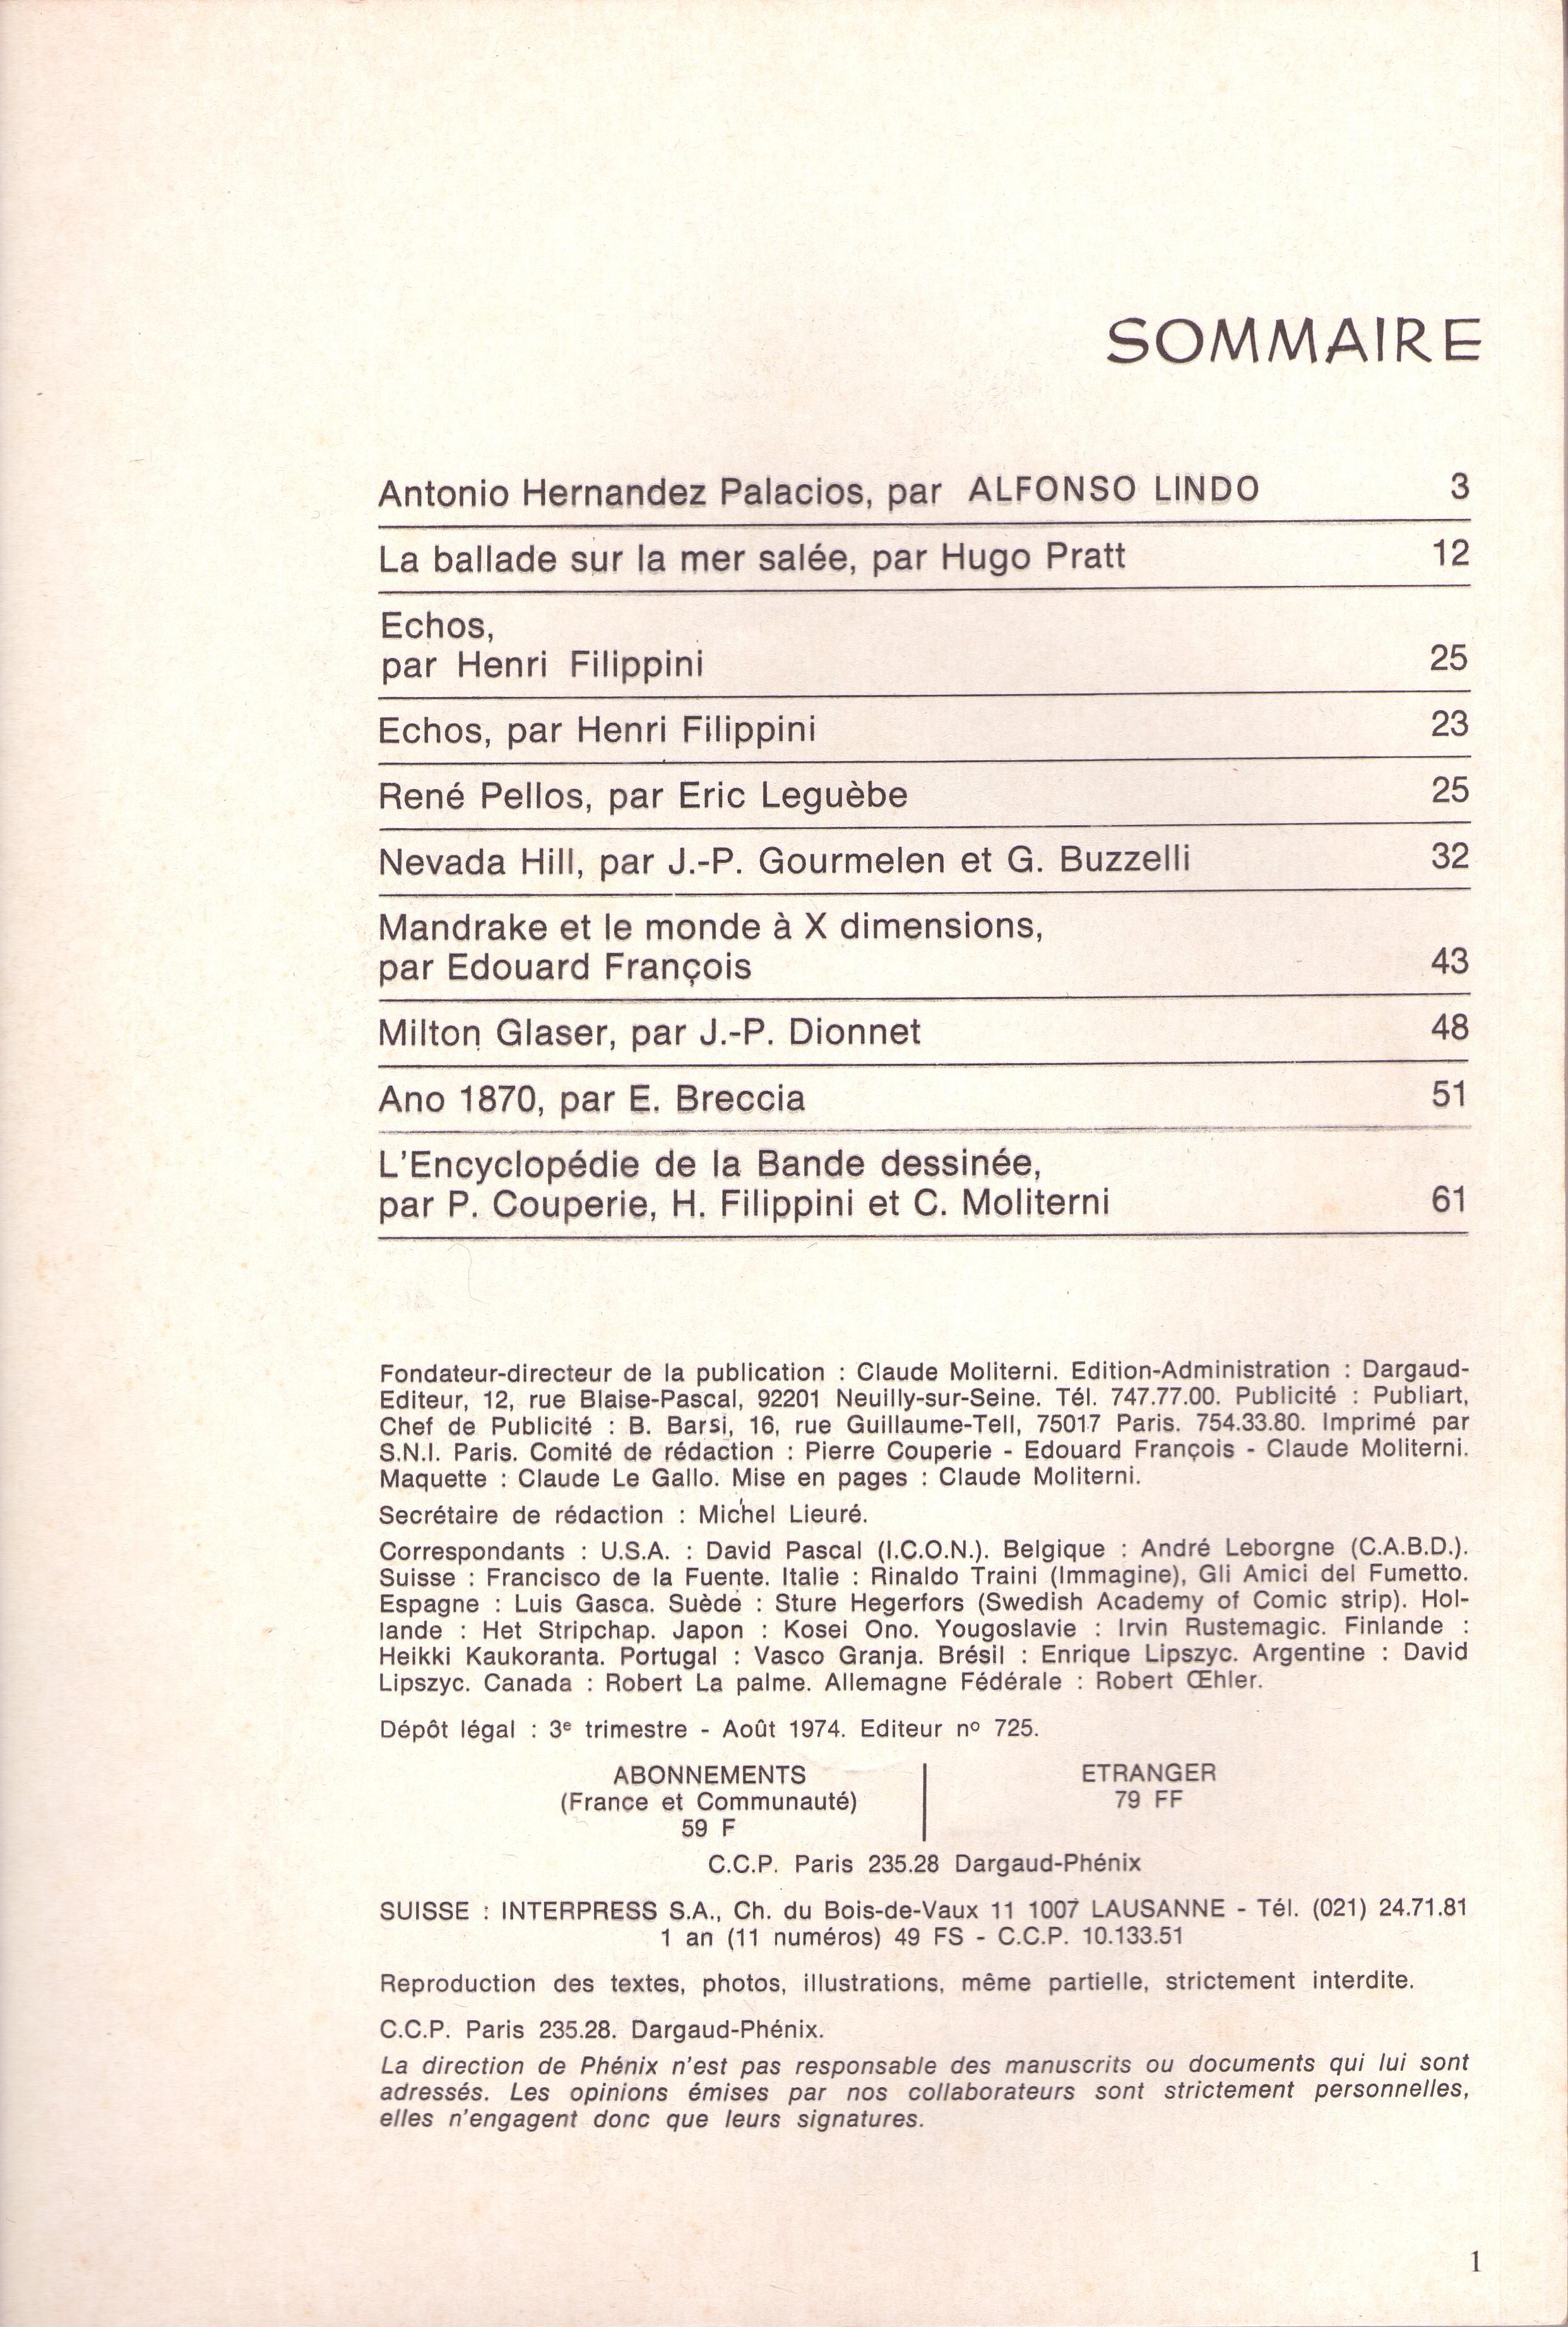 SOMMAIRE
Antonio Hernandez Palacios, par ALFONSO LINDO 3
La ballade sur la mer salée, par Hugo Pratt 12
Echos,
par Henri Filippini 25
Echos, par Henri Filippini 23
René Pellos, par Eric Leguèbe 25
Nevada Hill, par J.-P. Gourmelen et G. Buzzelli 32
Mandrake et le monde à X dimensions,
par Edouard François 43
Milton Glaser, par J.-P. Dionnet 48
Ano 1870, par E. Breccia 51
L'Encyclopédie de la Bande dessinée,
par P. Couperie, H. Filippini et C. Moliterni 61
Fondateur-directeur de la publication : Claude Moliterni. Edition-Administration : Dargaud-
Editeur, 12, rue Blaise-Pascal, 92201 Neuilly-sur-Seine. Tél. 747.77.00. Publicité : Publiart,
Chef de Publicité : B. Barsi, 16, rue Guillaume-Tell, 75017 Paris. 754.33.80. Imprimé par
S.N.I. Paris. Comité de rédaction : Pierre Couperie - Edouard François - Claude Moliterni.
Maquette : Claude Le Gallo. Mise en pages : Claude Moliterni.
Secrétaire de rédaction : Michel Lieuré.
Correspondants : U.S.A. : David Pascal (I.C.O.N.). Belgique : André Leborgne (C.A.B.D.).
Suisse : Francisco de la Fuente. Italie : Rinaldo Traini (Immagine), Gli Amici del Fumetto.
Espagne : Luis Gasca. Suède : Sture Hegerfors (Swedish Academy of Comic strip). Hol-
lande : Het Stripchap. Japon : Kosei Ono. Yougoslavie : Irvin Rustemagic. Finlande :
Heikki Kaukoranta. Portugal : Vasco Granja. Brésil : Enrique Lipszyc. Argentine : David
Lipszyc. Canada : Robert La palme. Allemagne Fédérale : Robert Œhler.
Dépôt légal : 3e trimestre - Août 1974. Editeur no 725.
ABONNEMENTS
(France et Communauté)
59 F
ETRANGER
79 FF
C.C.P. Paris 235.28 Dargaud-Phénix
SUISSE : INTERPRESS S.A., Ch. du Bois-de-Vaux 11 1007 LAUSANNE - Tél. (021) 24.71.81
1 an (11 numéros) 49 FS - C.C.P. 10.133.51
Reproduction des textes, photos, illustrations, même partielle, strictement interdite.
C.C.P. Paris 235.28. Dargaud-Phénix.
La direction de Phénix n'est pas responsable des manuscrits ou documents qui lui sont
adressés. Les opinions émises par nos collaborateurs sont strictement personnelles,
elles n'engagent donc que leurs signatures.
1